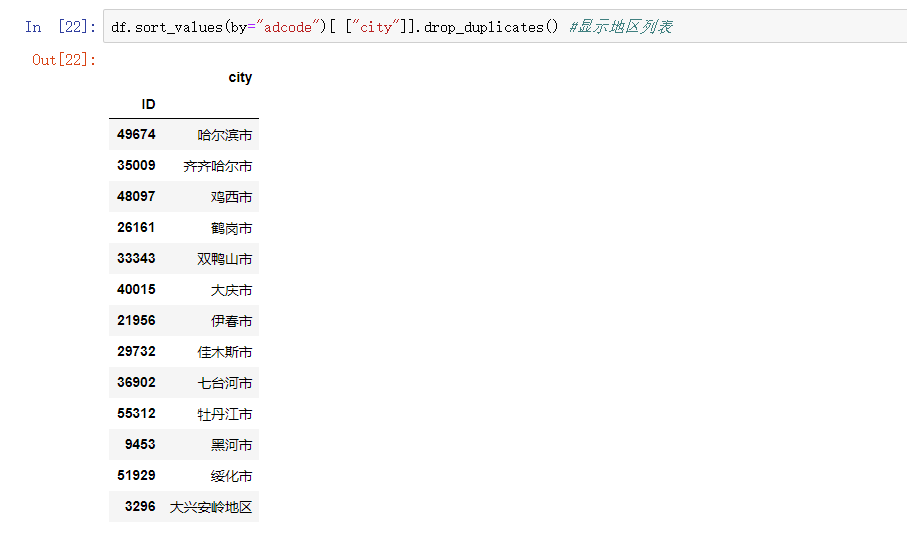 In [22]: df.sort_values(by="adcode")[ ["city"]].drop_duplicates() #显示地区列表
Out[22]:
city
ID
49674 哈尔滨市
35009 齐齐哈尔市
48097 鸡西市
26161 鹤岗市
33343 双鸭山市
40015 大庆市
21956 伊春市
29732 佳木斯市
36902 七台河市
55312 牡丹江市
9453 黑河市
51929 绥化市
3296 大兴安岭地区